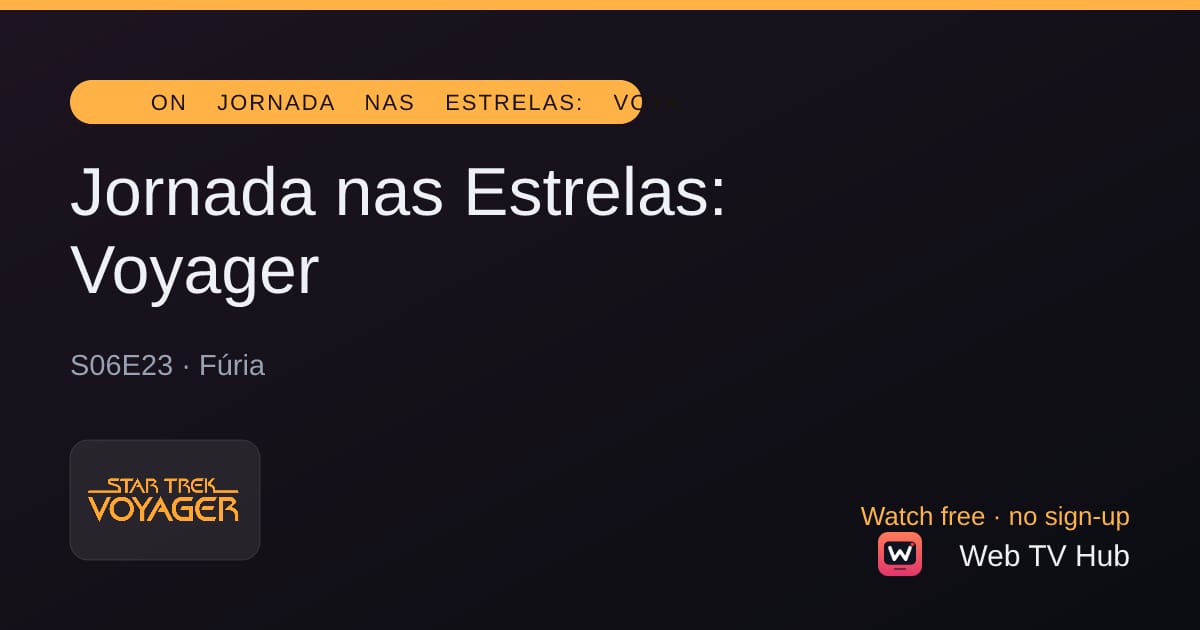 ON JORNADA NAS ESTRELAS:
Jornada nas Estrelas:
Voyager
S06E23 · Fúria
STAR TREK
VOYAGER
Watch free · no sign-up
W
Web TV Hub